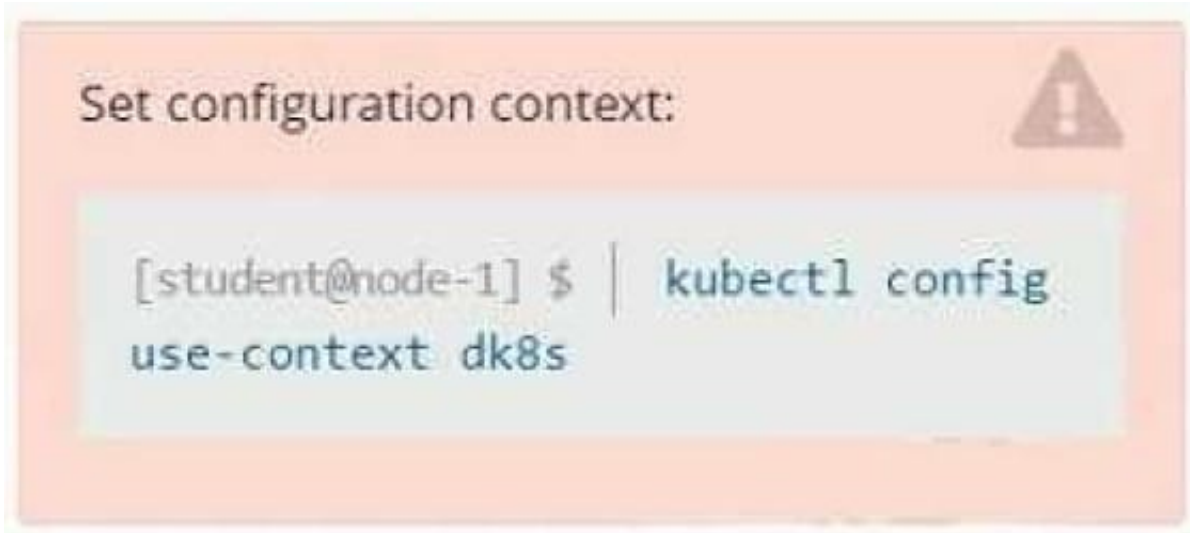 Set configuration context:
[student@node-1] $ | kubectl config
use-context dk8s